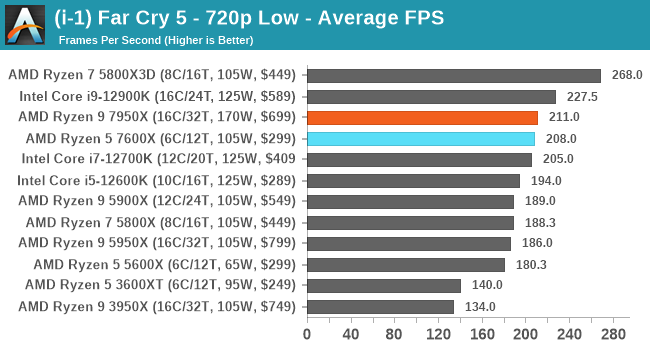 A
(i-1) Far Cry 5 - 720p Low - Average FPS
Frames Per Second (Higher is Better)
AMD Ryzen 7 5800X3D (8C/16T, 105W, $449) 268.0
Intel Core i9-12900K (16C/24T, 125W, $589) 227.5
AMD Ryzen 9 7950X (16C/32T, 170W, $699) 211.0
AMD Ryzen 5 7600X (6C/12T, 105W, $299) 208.0
Intel Core i7-12700K (12C/20T, 125W, $409 205.0
Intel Core i5-12600K (10C/16T, 125W, $289) 194.0
AMD Ryzen 9 5900X (12C/24T, 105W, $549) 189.0
AMD Ryzen 7 5800X (8C/16T, 105W, $449) 188.3
AMD Ryzen 9 5950X (16C/32T, 105W, $799) 186.0
AMD Ryzen 5 5600X (6C/12T, 65W, $299) 180.3
AMD Ryzen 5 3600XT (6C/12T, 95W, $249) 140.0
AMD Ryzen 9 3950X (16C/32T, 105W, $749) 134.0
0 40 80 120 160 200 240 280